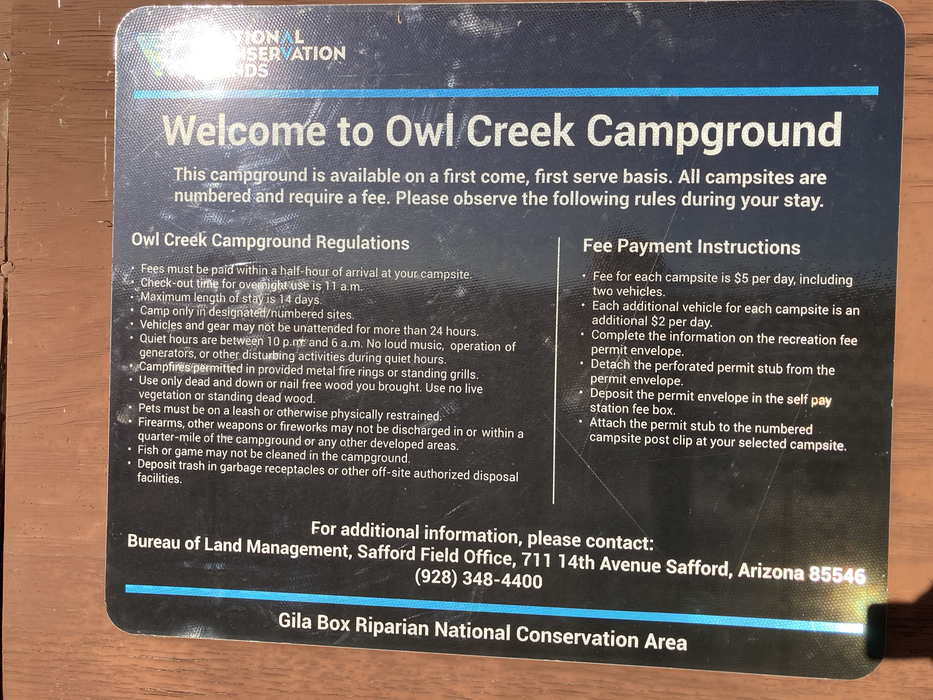 NATIONAL
CONSERVATION
LANDS
Welcome to Owl Creek Campground
This campground is available on a first come, first serve basis. All campsites are
numbered and require a fee. Please observe the following rules during your stay.
Owl Creek Campground Regulations
• Fees must be paid within a half-hour of arrival at your campsite.
• Check-out time for overnight use is 11 a.m.
• Maximum length of stay is 14 days.
• Camp only in designated/numbered sites.
• Vehicles and gear may not be unattended for more than 24 hours.
• Quiet hours are between 10 p.m. and 6 a.m. No loud music, operation of
generators, or other disturbing activities during quiet hours.
• Campfires permitted in provided metal fire rings or standing grills.
• Use only dead and down or nail free wood you brought. Use no live
vegetation or standing dead wood.
• Pets must be on a leash or otherwise physically restrained.
• Firearms, other weapons or fireworks may not be discharged in or within a
quarter-mile of the campground or any other developed areas.
• Fish or game may not be cleaned in the campground.
• Deposit trash in garbage receptacles or other off-site authorized disposal
facilities.
Fee Payment Instructions
• Fee for each campsite is $5 per day, including
two vehicles.
• Each additional vehicle for each campsite is an
additional $2 per day.
• Complete the information on the recreation fee
permit envelope.
• Detach the perforated permit stub from the
permit envelope.
• Deposit the permit envelope in the self pay
station fee box.
• Attach the permit stub to the numbered
campsite post clip at your selected campsite.
For additional information, please contact:
Bureau of Land Management, Safford Field Office, 711 14th Avenue Safford, Arizona 85546
(928) 348-4400
Gila Box Riparian National Conservation Area